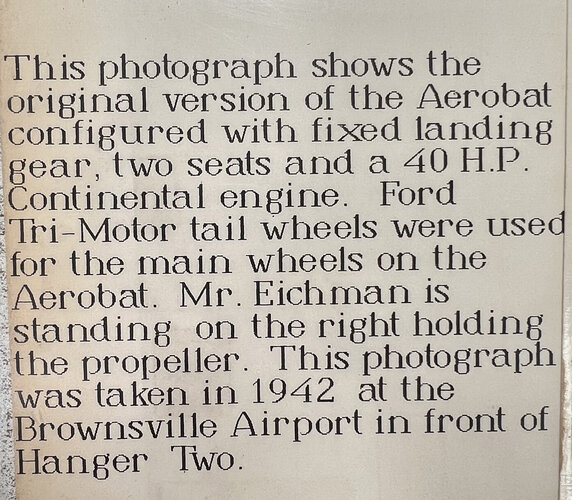 This photograph shows the
original version of the Aerobat
configured with fixed landing
gear, two seats and a 40 H.P.
Continental engine. Ford
Tri-Motor tail wheels were used
for the main wheels on the
Aerobat. Mr. Eichman is
standing on the right holding
the propeller. This photograph
was taken in 1942 at the
Brownsville Airport in front of
Hanger Two.